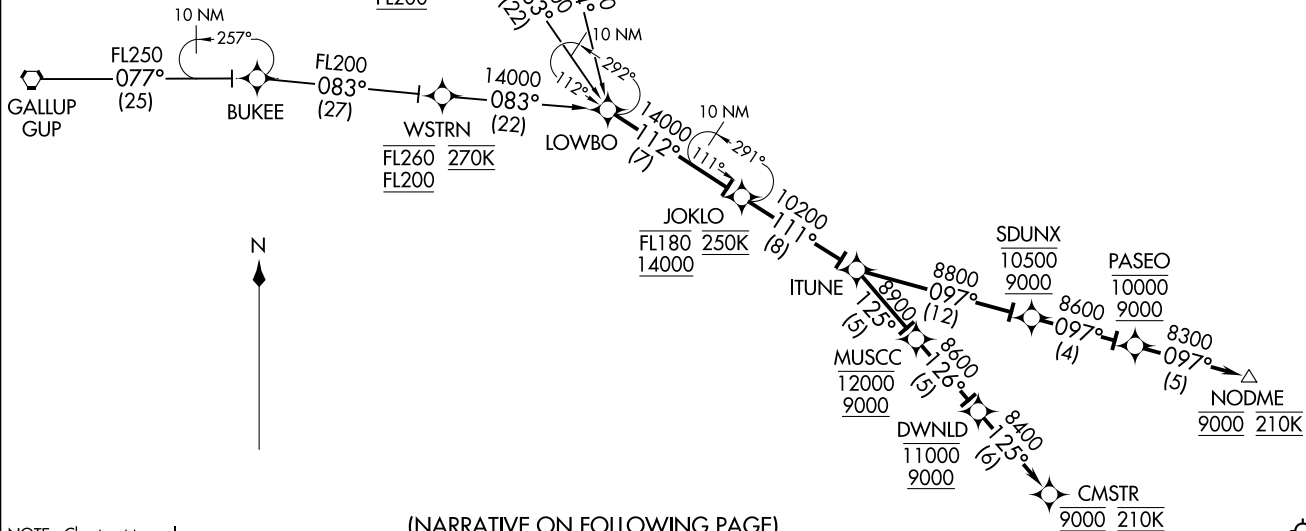 FL260
(22)
10 NM
257°
10 NM
292°
112°
GALLUP
GUP
FL250
077°
(25)
BUKEE
FL200
083°
(27)
WSTRN
FL260 270K
FL200
14000
083°
(22)
LOWBO
14000
112°
(7)
10 NM
291°
111°
JOKLO
FL180 250K
14000
10200
111°
(8)
ITUNE
N
SDUNX
10500
9000
8800
097°
(12)
PASEO
10000
9000
8600
097°
(4)
8300
097°
(5)
NODME
9000 210K
8900
125°
(5)
MUSCC
12000
9000
8600
126°
(5)
DWNLD
11000
9000
8400
125°
(6)
CMSTR
9000 210K
(NARRATIVE ON FOLLOWING PAGE)